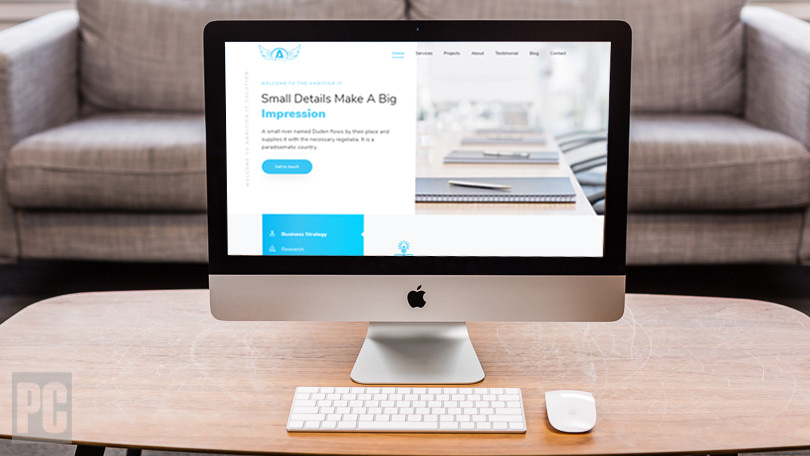 A
Home Services Projects About Testimonial Blog Contact
WELCOME TO THE AMBITION IT
Small Details Make A Big
Impression
A small river named Duden flows by their place and
supplies it with the necessary regelialia. It is a
paradisematic country.
Get in touch
WELCOME TO AMBITION IT SOLUTION
Business Strategy
Research
PC